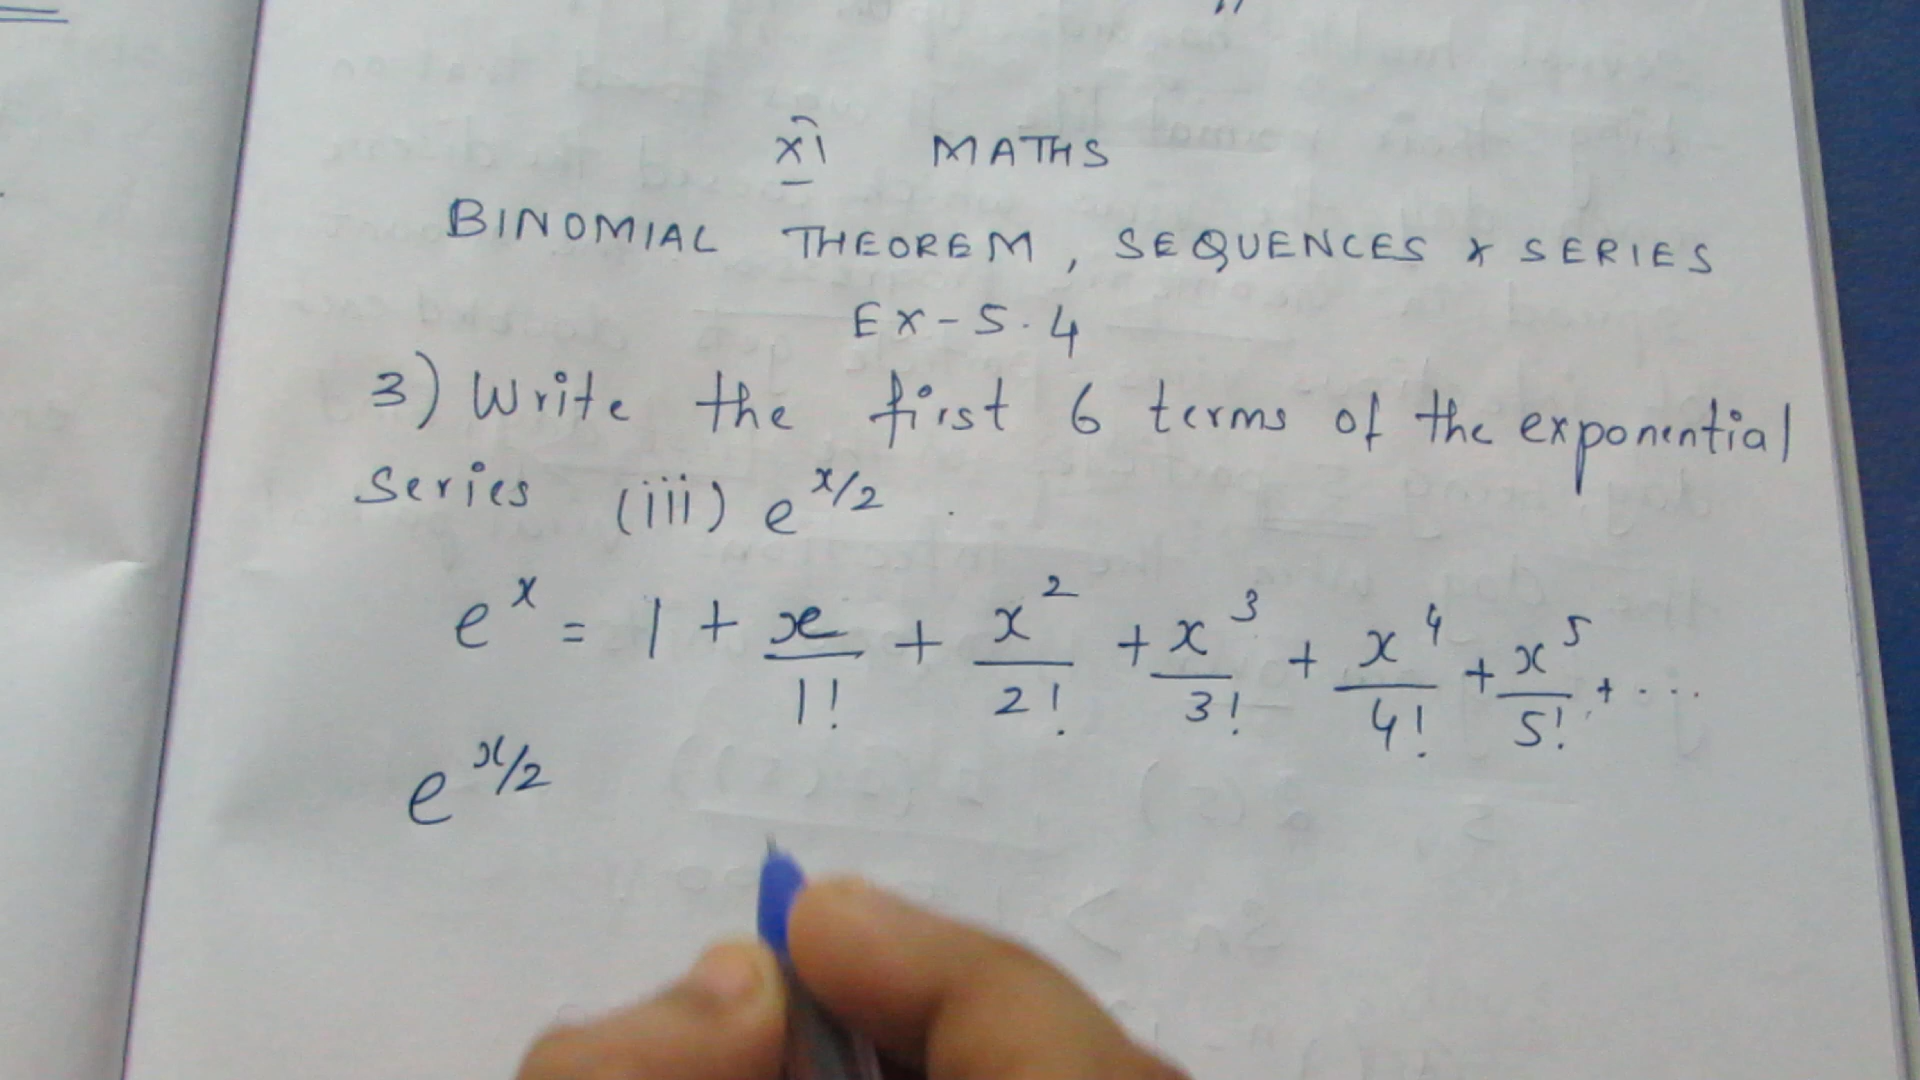 XI MATHS
BINOMIAL THEOREM, SEQUENCES & SERIES
EX-5.4
3) Write the first 6 terms of the exponential
series (iii) e^x/2.
e^x = 1 + x/1! + x^2/2! + x^3/3! + x^4/4! + x^5/5! + ...
e^x/2